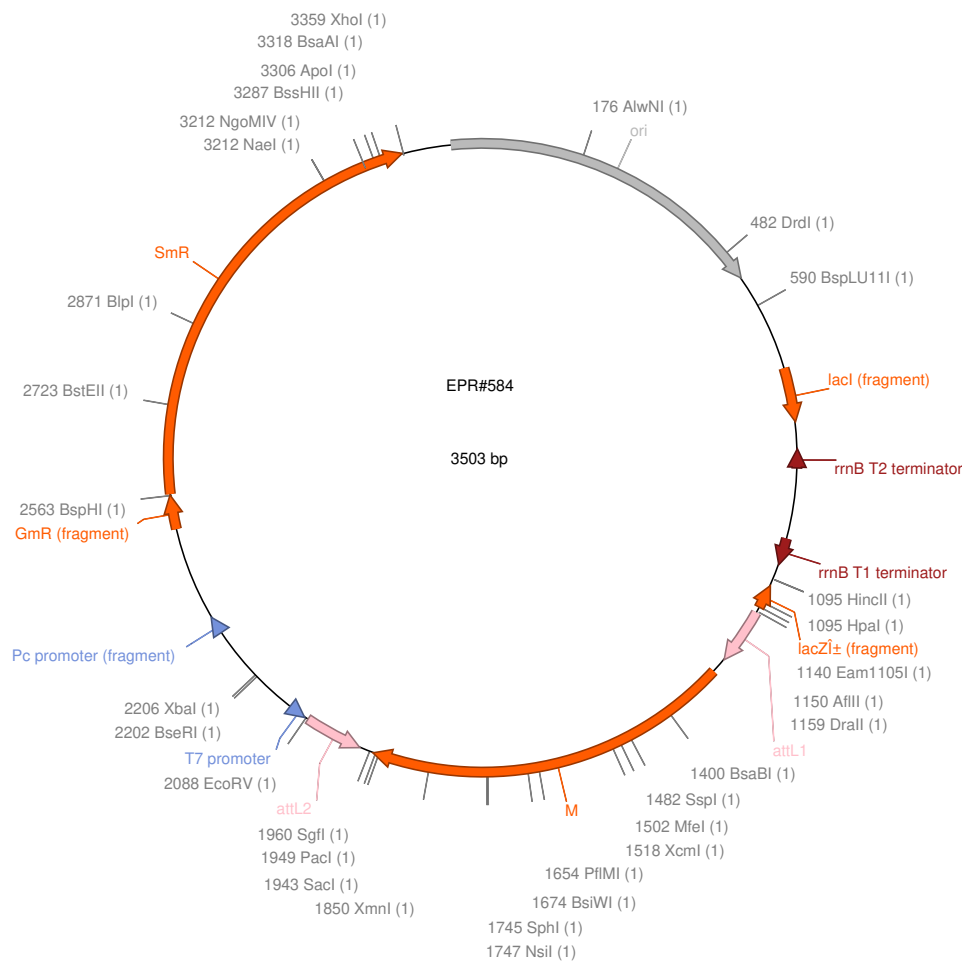 3359 XhoI (1)
3318 BsaAI (1)
3306 ApoI (1)
3287 BssHII (1)
3212 NgoMIV (1)
3212 NaeI (1)
176 AlwNI (1)
ori
482 DrdI (1)
SmR
590 BspLU11I (1)
2871 BlpI (1)
EPR#584
lacI (fragment)
2723 BstEII (1)
3503 bp
rrnB T2 terminator
2563 BspHI (1)
GmR (fragment)
rrnB T1 terminator
1095 HincII (1)
1095 HpaI (1)
lacZÎ± (fragment)
Pc promoter (fragment)
1140 Eam1105I (1)
1150 AflII (1)
1159 DraII (1)
2206 XbaI (1)
2202 BseRI (1)
attL1
T7 promoter
2088 EcoRV (1)
1400 BsaBI (1)
attL2
1482 SspI (1)
M
1502 MfeI (1)
1960 SgfI (1)
1518 XcmI (1)
1949 PacI (1)
1654 PflMI (1)
1943 SacI (1)
1674 BsiWI (1)
1850 XmnI (1)
1745 SphI (1)
1747 NsiI (1)